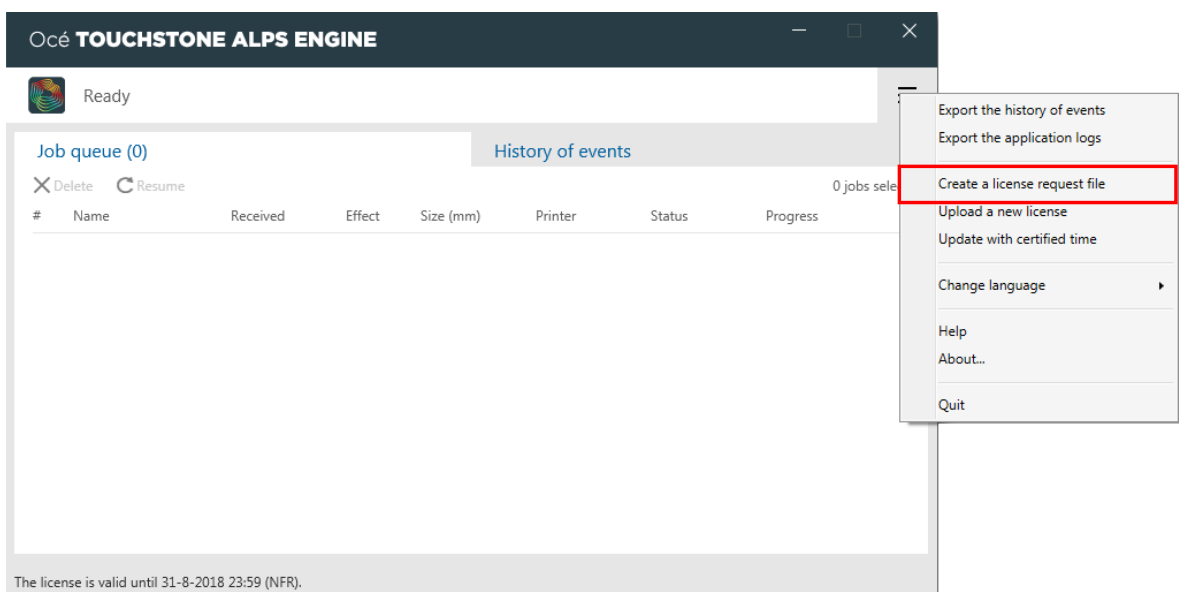 Océ TOUCHSTONE ALPS ENGINE
Ready
Job queue (0)
History of events
Delete
Resume
0 jobs sele
# Name Received Effect Size (mm) Printer Status Progress
Export the history of events
Export the application logs
Create a license request file
Upload a new license
Update with certified time
Change language
Help
About...
Quit
The license is valid until 31-8-2018 23:59 (NFR).